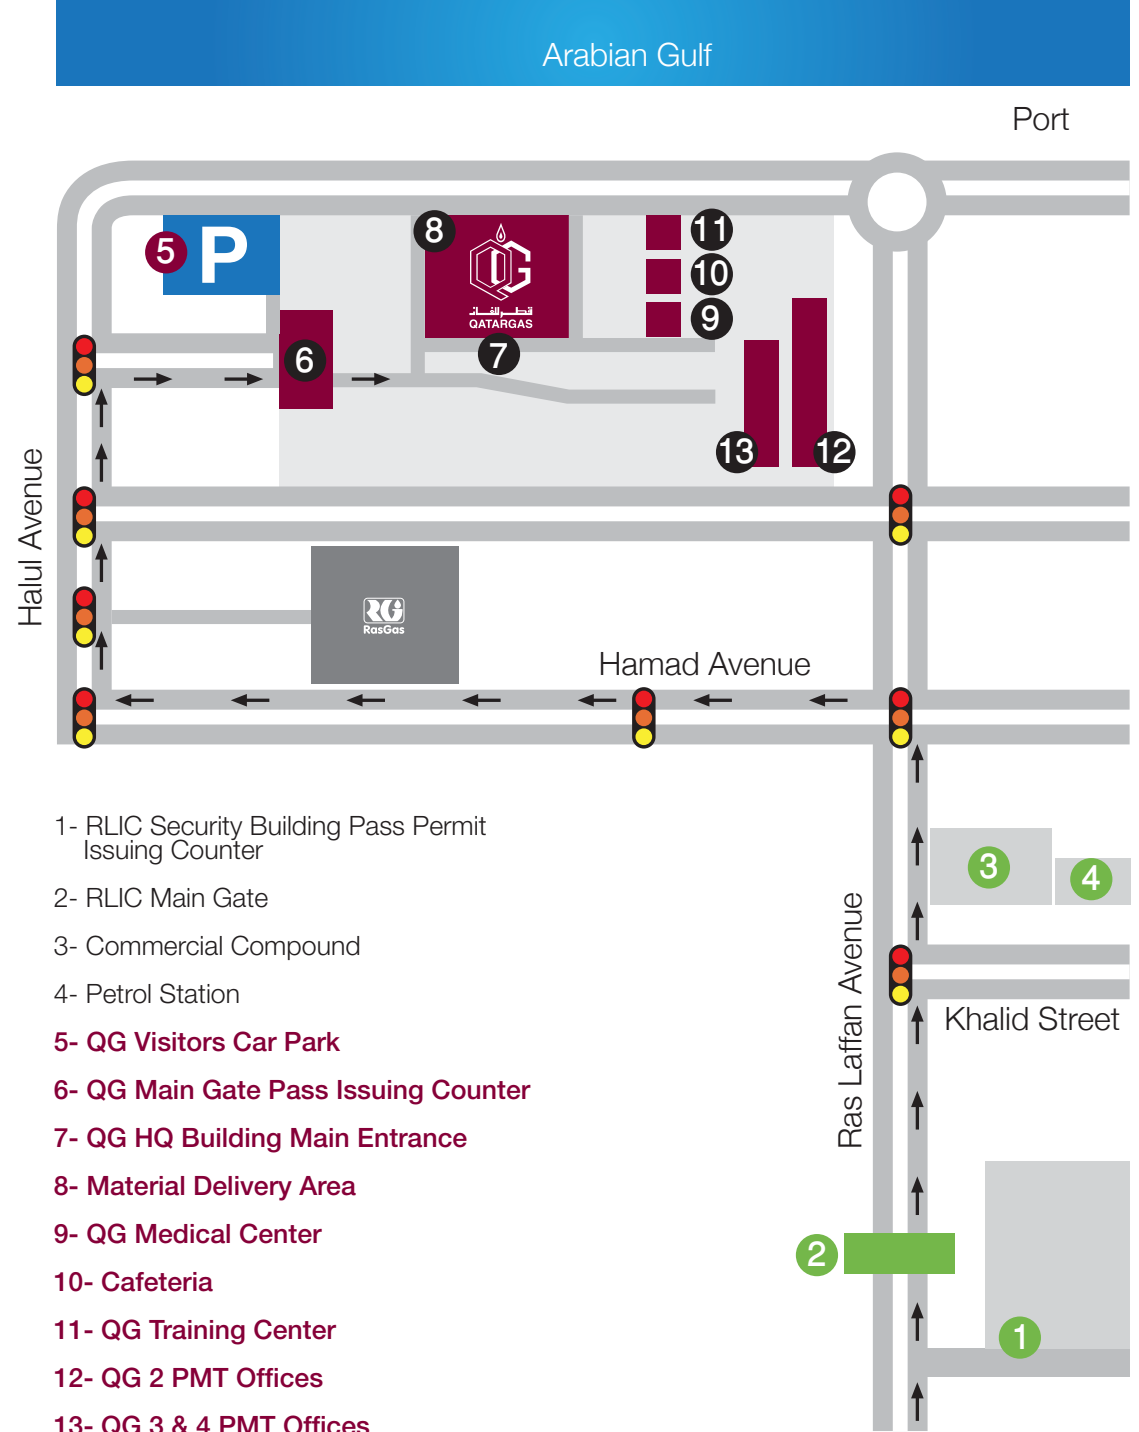 Arabian Gulf
Port
5
P
8
قطر للغاز
QATARGAS
11
10
9
6
7
13
12
Halul Avenue
RG
RasGas
Hamad Avenue
1- RLIC Security Building Pass Permit
Issuing Counter
2- RLIC Main Gate
3- Commercial Compound
4- Petrol Station
5- QG Visitors Car Park
6- QG Main Gate Pass Issuing Counter
7- QG HQ Building Main Entrance
8- Material Delivery Area
9- QG Medical Center
10- Cafeteria
11- QG Training Center
12- QG 2 PMT Offices
13- QG 3 & 4 PMT Offices
3
4
Ras Laffan Avenue
Khalid Street
2
1